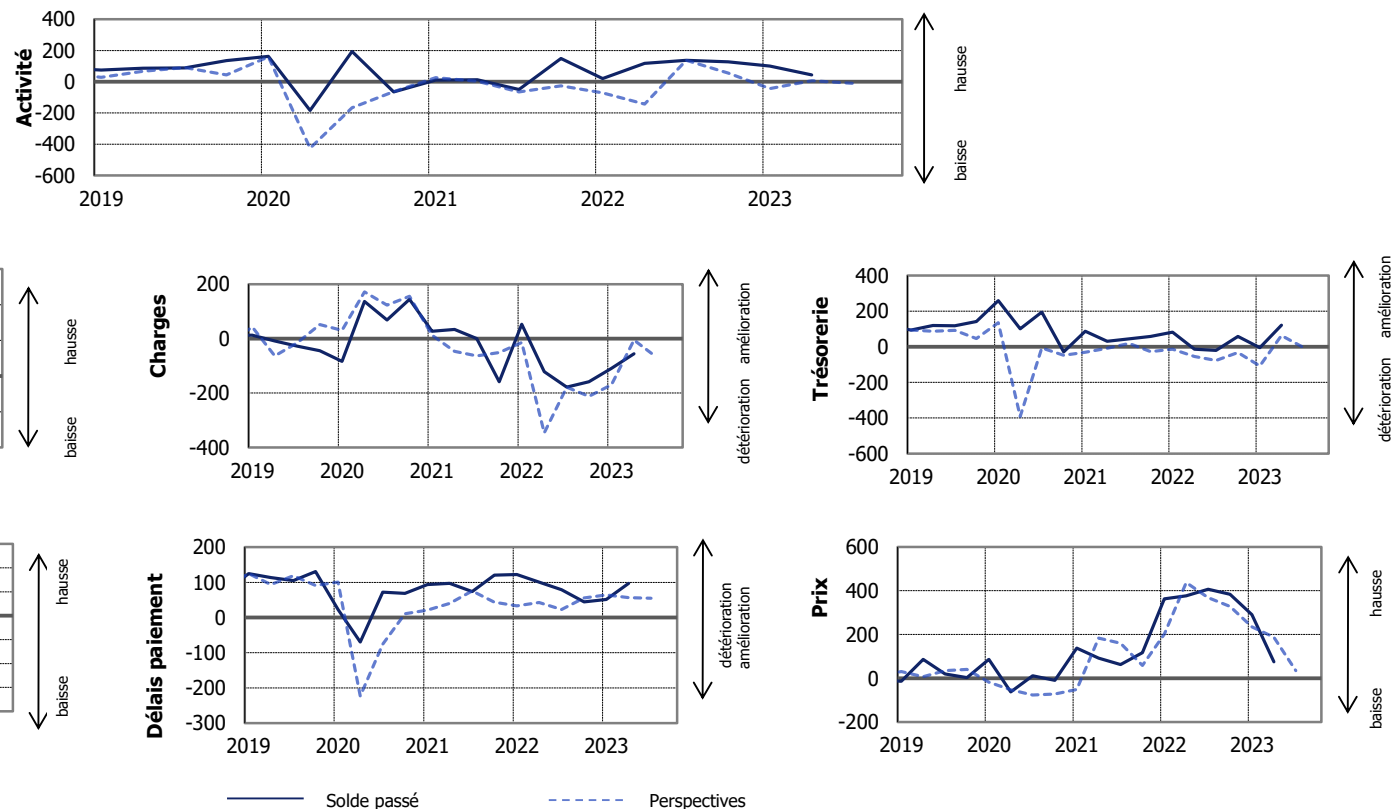 Activité
400
200
0
-200
-400
-600
2019 2020 2021 2022 2023
hausse
baisse
hausse
baisse
Charges
200
0
-200
-400
2019 2020 2021 2022 2023
amélioration
détérioration
Trésorerie
400
200
0
-200
-400
-600
2019 2020 2021 2022 2023
amélioration
détérioration
hausse
baisse
Délais paiement
200
100
0
-100
-200
-300
2019 2020 2021 2022 2023
détérioration
amélioration
Prix
600
400
200
0
-200
2019 2020 2021 2022 2023
hausse
baisse
Solde passé Perspectives